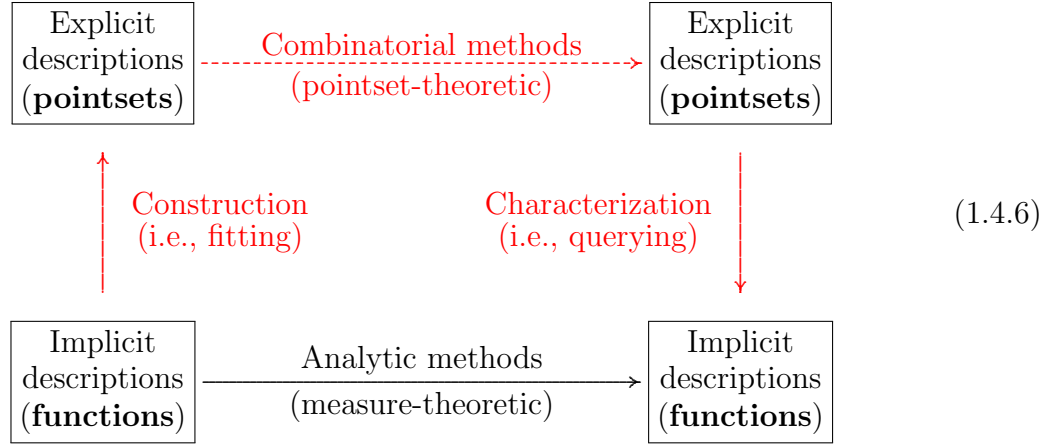 Explicit
descriptions
(pointsets)
Combinatorial methods
(pointset-theoretic)
Explicit
descriptions
(pointsets)
Construction
(i.e., fitting)
Characterization
(i.e., querying)
(1.4.6)
Implicit
descriptions
(functions)
Analytic methods
(measure-theoretic)
Implicit
descriptions
(functions)